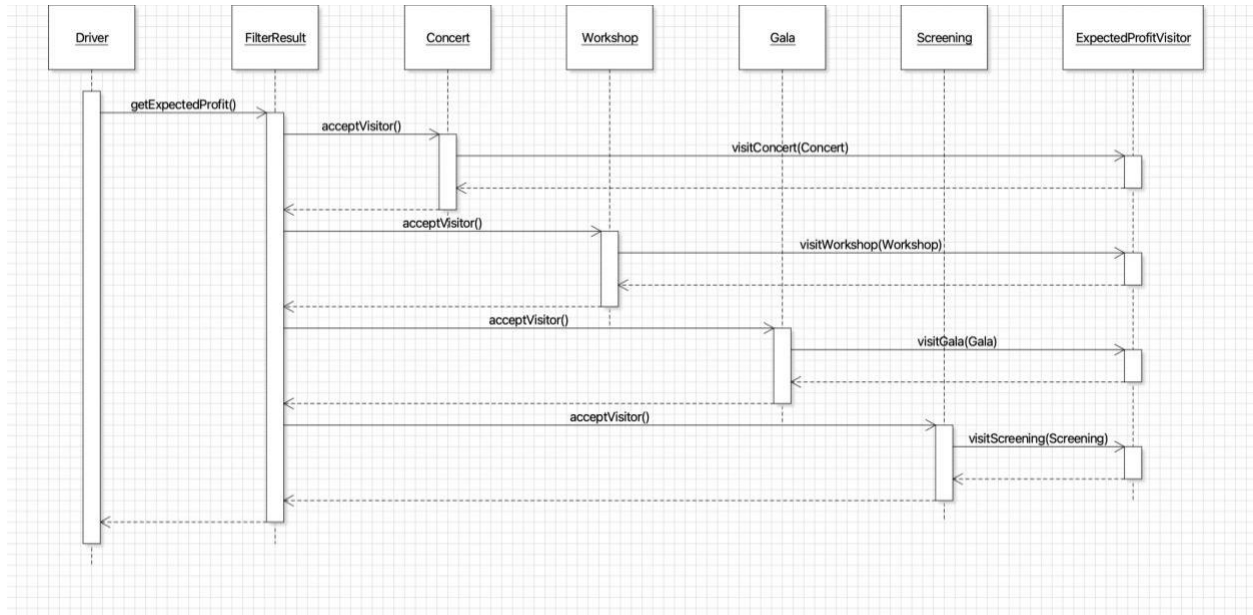 Driver
FilterResult
Concert
Workshop
Gala
Screening
ExpectedProfitVisitor
getExpectedProfit()
acceptVisitor()
visitConcert(Concert)
acceptVisitor()
visitWorkshop(Workshop)
acceptVisitor()
visitGala(Gala)
acceptVisitor()
visitScreening(Screening)